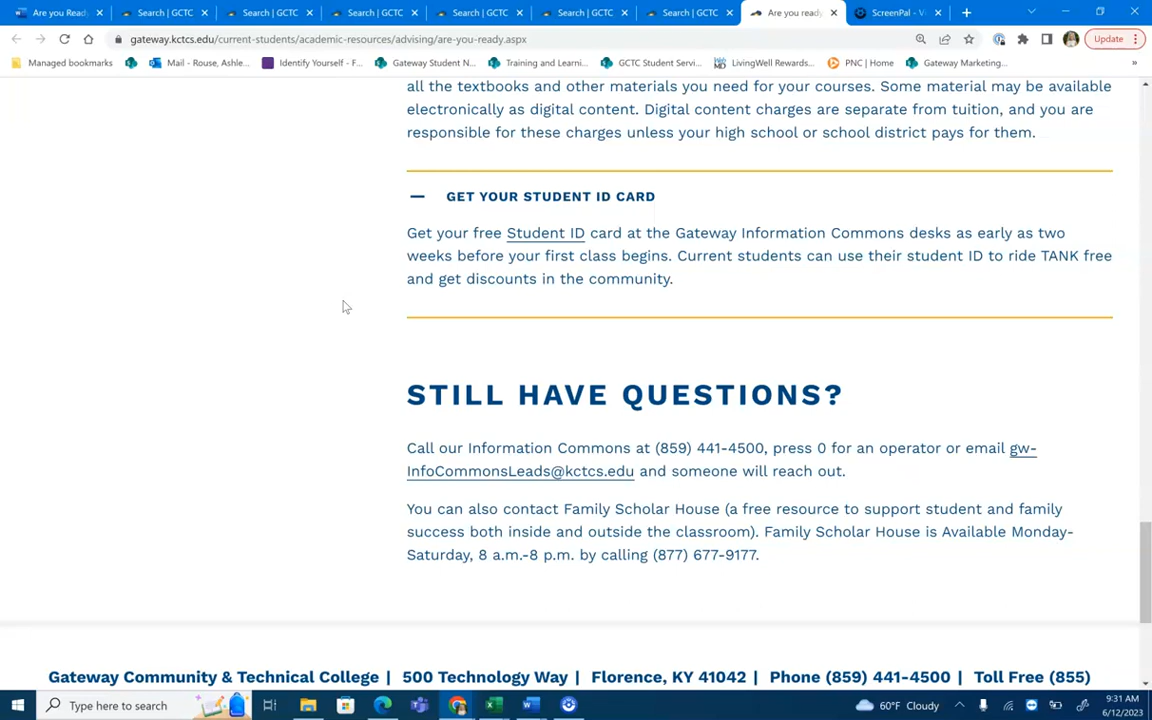 Are you Ready
Search | GCTC
Search | GCTC
Search | GCTC
Search | GCTC
Search | GCTC
Search | GCTC
Are you ready
ScreenPal - V
gateway.kctcs.edu/current-students/academic-resources/advising/are-you-ready.aspx
Update
Managed bookmarks
Mail - Rouse, Ashle...
Identify Yourself - F...
Gateway Student N...
Training and Learni...
GCTC Student Servi...
LivingWell Rewards...
PNC | Home
Gateway Marketing...
»
all the textbooks and other materials you need for your courses. Some material may be available
electronically as digital content. Digital content charges are separate from tuition, and you are
responsible for these charges unless your high school or school district pays for them.
GET YOUR STUDENT ID CARD
Get your free Student ID card at the Gateway Information Commons desks as early as two
weeks before your first class begins. Current students can use their student ID to ride TANK free
and get discounts in the community.
STILL HAVE QUESTIONS?
Call our Information Commons at (859) 441-4500, press 0 for an operator or email gw-
InfoCommonsLeads@kctcs.edu and someone will reach out.
You can also contact Family Scholar House (a free resource to support student and family
success both inside and outside the classroom). Family Scholar House is Available Monday-
Saturday, 8 a.m.-8 p.m. by calling (877) 677-9177.
Gateway Community & Technical College | 500 Technology Way | Florence, KY 41042 | Phone (859) 441-4500 | Toll Free (855)
Type here to search
60°F Cloudy
9:31 AM
6/12/2023